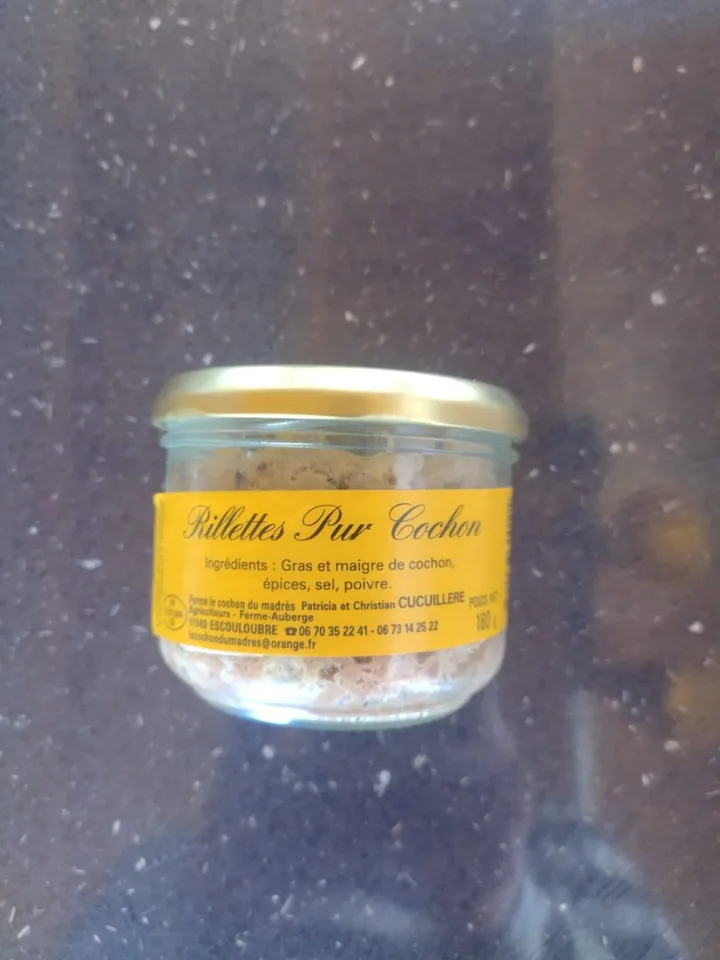 Rillettes Pur Cochon
Ingrédients : Gras et maigre de cochon,
épices, sel, poivre.
Ferme le cochon du madrès Patricia et Christian CUCUILLERE
Agriculteurs - Ferme-Auberge
11140 ESCOULOUBRE ☎ 06 70 35 22 41 - 06 73 14 25 22
lecochondumadres@orange.fr
POIDS NET
180 g